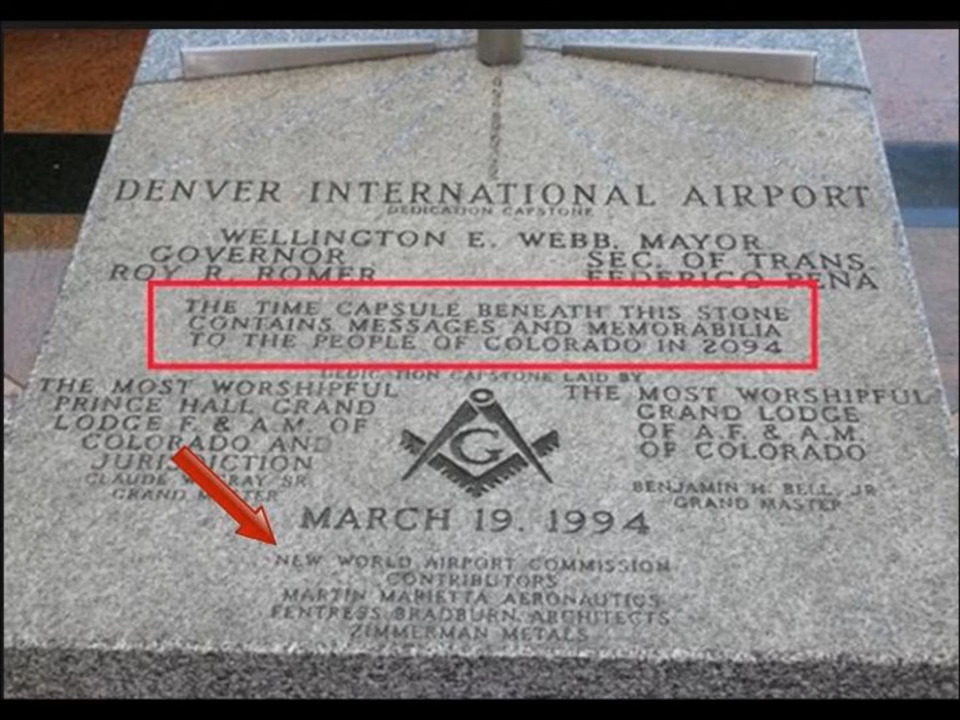 DENVER INTERNATIONAL AIRPORT
DEDICATION CAPSTONE
WELLINGTON E. WEBB, MAYOR
GOVERNOR
ROY R. ROMER
SEC. OF TRANS.
FEDERICO PENA
THE TIME CAPSULE BENEATH THIS STONE
CONTAINS MESSAGES AND MEMORABILIA
TO THE PEOPLE OF COLORADO IN 2094
DEDICATION CAPSTONE LAID BY
THE MOST WORSHIPFUL
PRINCE HALL GRAND
LODGE F. & A.M. OF
COLORADO AND
JURISDICTION
CLAUDE W. GRAY SR.
GRAND MASTER
G
THE MOST WORSHIPFUL
GRAND LODGE
OF A.F. & A.M.
OF COLORADO
BENJAMIN H. BELL, JR
GRAND MASTER
MARCH 19, 1994
NEW WORLD AIRPORT COMMISSION
CONTRIBUTORS
MARTIN MARIETTA AERONAUTICS
FENTRESS BRADBURN ARCHITECTS
ZIMMERMAN METALS